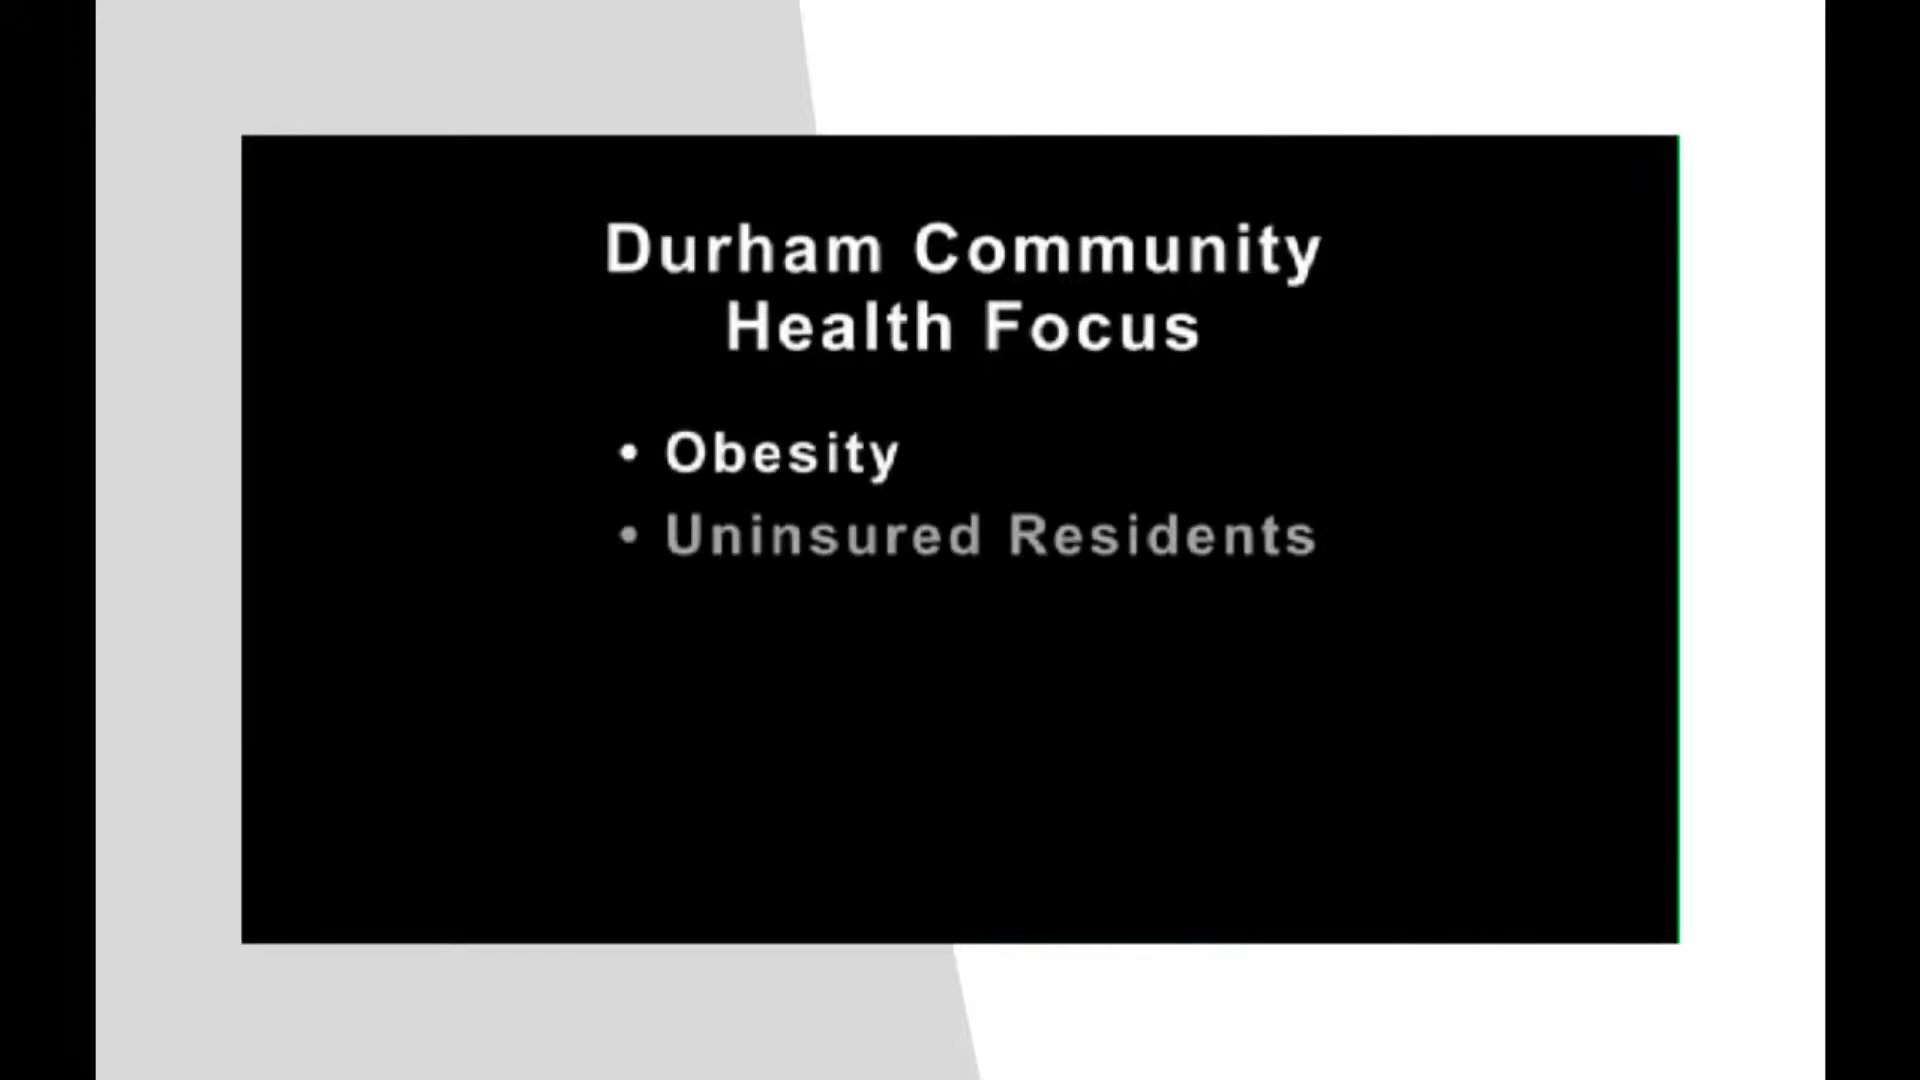 Durham Community
Health Focus
• Obesity
• Uninsured Residents